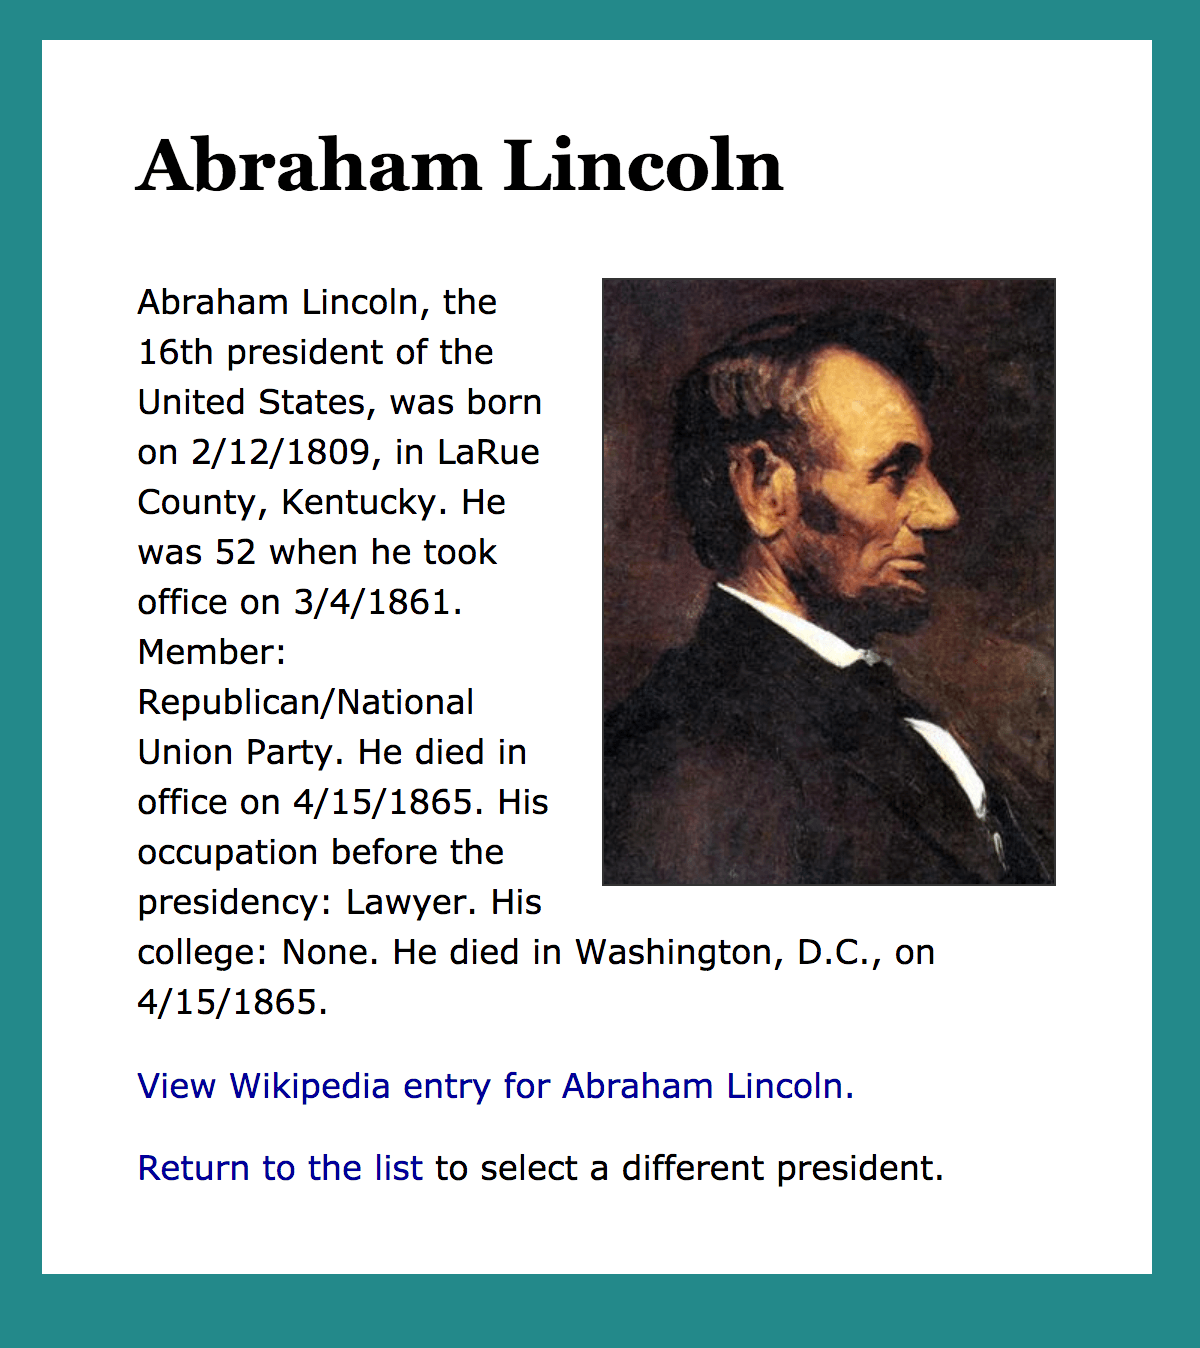 Abraham Lincoln
Abraham Lincoln, the
16th president of the
United States, was born
on 2/12/1809, in LaRue
County, Kentucky. He
was 52 when he took
office on 3/4/1861.
Member:
Republican/National
Union Party. He died in
office on 4/15/1865. His
occupation before the
presidency: Lawyer. His
college: None. He died in Washington, D.C., on
4/15/1865.
View Wikipedia entry for Abraham Lincoln.
Return to the list to select a different president.